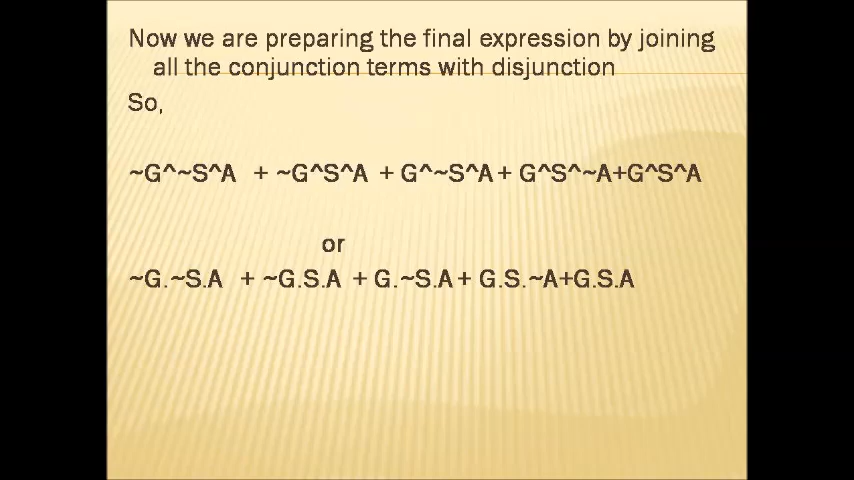 Now we are preparing the final expression by joining
all the conjunction terms with disjunction
So,
~G^~S^A + ~G^S^A + G^~S^A+ G^S^~A+G^S^A
or
~G.~S.A + ~G.S.A + G.~S.A+ G.S.~A+G.S.A